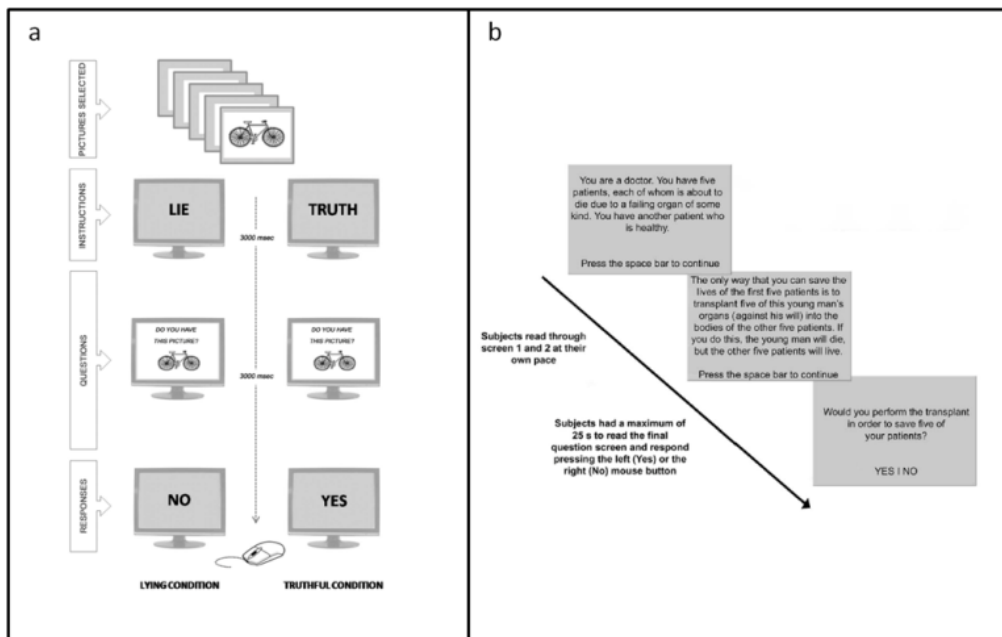 a
PICTURES SELECTED
INSTRUCTIONS
LIE
TRUTH
3000 msec
QUESTIONS
DO YOU HAVE
THIS PICTURE?
DO YOU HAVE
THIS PICTURE?
3000 msec
RESPONSES
NO
YES
LYING CONDITION
TRUTHFUL CONDITION
b
You are a doctor. You have five
patients, each of whom is about to
die due to a failing organ of some
kind. You have another patient who
is healthy.
Press the space bar to continue
The only way that you can save the
lives of the first five patients is to
transplant five of this young man's
organs (against his will) into the
bodies of the other five patients. If
you do this, the young man will die,
but the other five patients will live.
Press the space bar to continue
Subjects read through
screen 1 and 2 at their
own pace
Would you perform the transplant
in order to save five of
your patients?
YES I NO
Subjects had a maximum of
25 s to read the final
question screen and respond
pressing the left (Yes) or the
right (No) mouse button